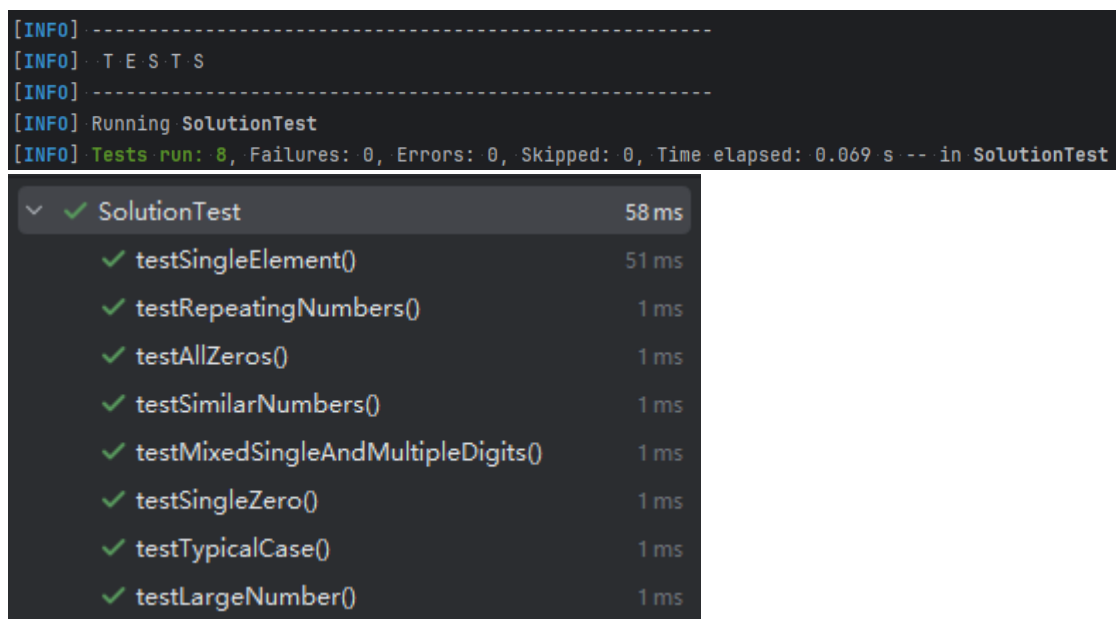 [INFO] -------------------------------------------------------
[INFO]  T E S T S
[INFO] -------------------------------------------------------
[INFO] Running SolutionTest
[INFO] Tests run: 8, Failures: 0, Errors: 0, Skipped: 0, Time elapsed: 0.069 s -- in SolutionTest
SolutionTest 58 ms
testSingleElement() 51 ms
testRepeatingNumbers() 1 ms
testAllZeros() 1 ms
testSimilarNumbers() 1 ms
testMixedSingleAndMultipleDigits() 1 ms
testSingleZero() 1 ms
testTypicalCase() 1 ms
testLargeNumber() 1 ms